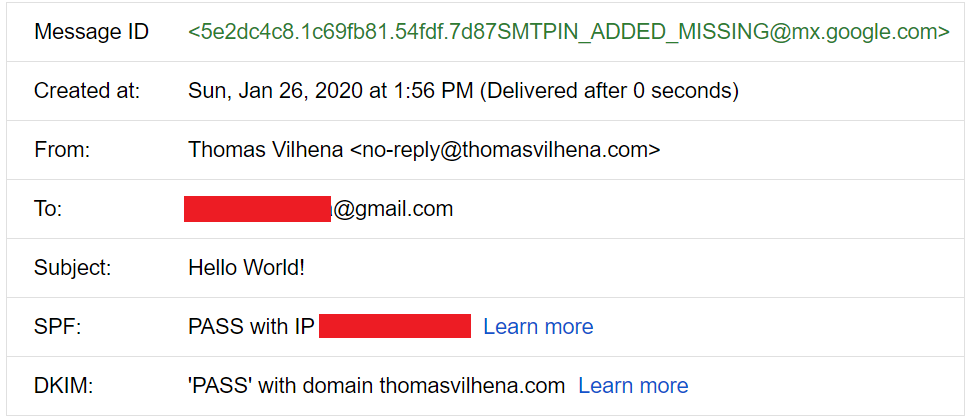 Message ID <5e2dc4c8.1c69fb81.54fdf.7d87SMTPIN_ADDED_MISSING@mx.google.com>
Created at: Sun, Jan 26, 2020 at 1:56 PM (Delivered after 0 seconds)
From: Thomas Vilhena <no-reply@thomasvilhena.com>
To: @gmail.com
Subject: Hello World!
SPF: PASS with IP Learn more
DKIM: 'PASS' with domain thomasvilhena.com Learn more